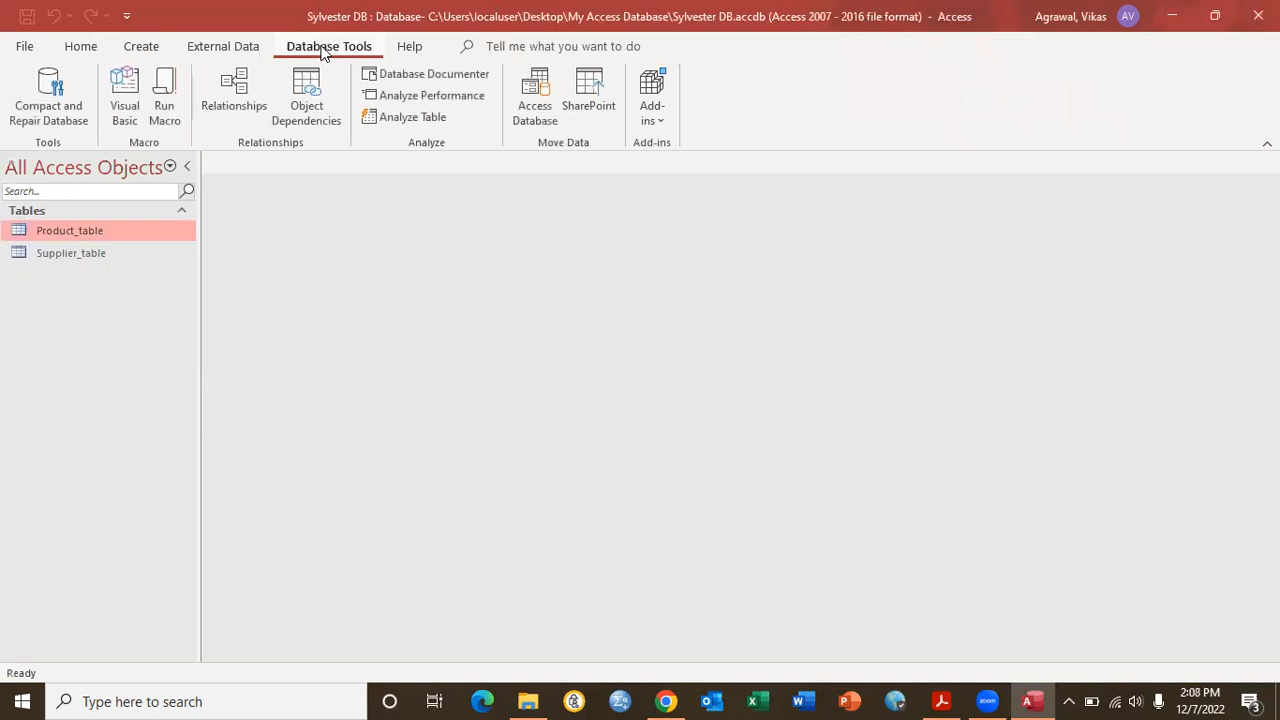 Sylvester DB : Database- C:\Users\localuser\Desktop\My Access Database\Sylvester DB.accdb (Access 2007 - 2016 file format) - Access
Agrawal, Vikas
AV
File Home Create External Data Database Tools Help Tell me what you want to do
Compact and
Repair Database
Visual
Basic
Run
Macro
Relationships
Object
Dependencies
Database Documenter
Analyze Performance
Analyze Table
Access
Database
SharePoint
Add-
ins
Tools Macro Relationships Analyze Move Data Add-ins
All Access Objects
Search...
Tables
Product_table
Supplier_table
Ready
Type here to search
zoom
2:08 PM
12/7/2022
3